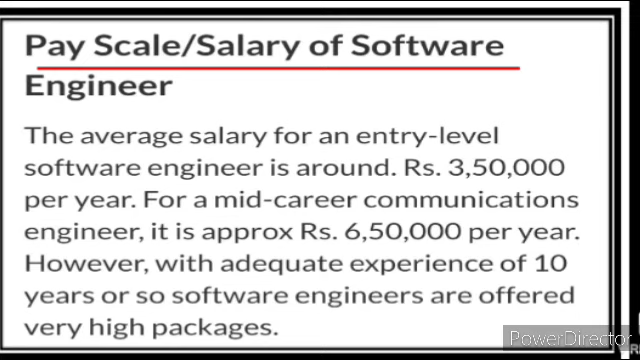 Pay Scale/Salary of Software
Engineer
The average salary for an entry-level
software engineer is around. Rs. 3,50,000
per year. For a mid-career communications
engineer, it is approx Rs. 6,50,000 per year.
However, with adequate experience of 10
years or so software engineers are offered
very high packages.
PowerDirector